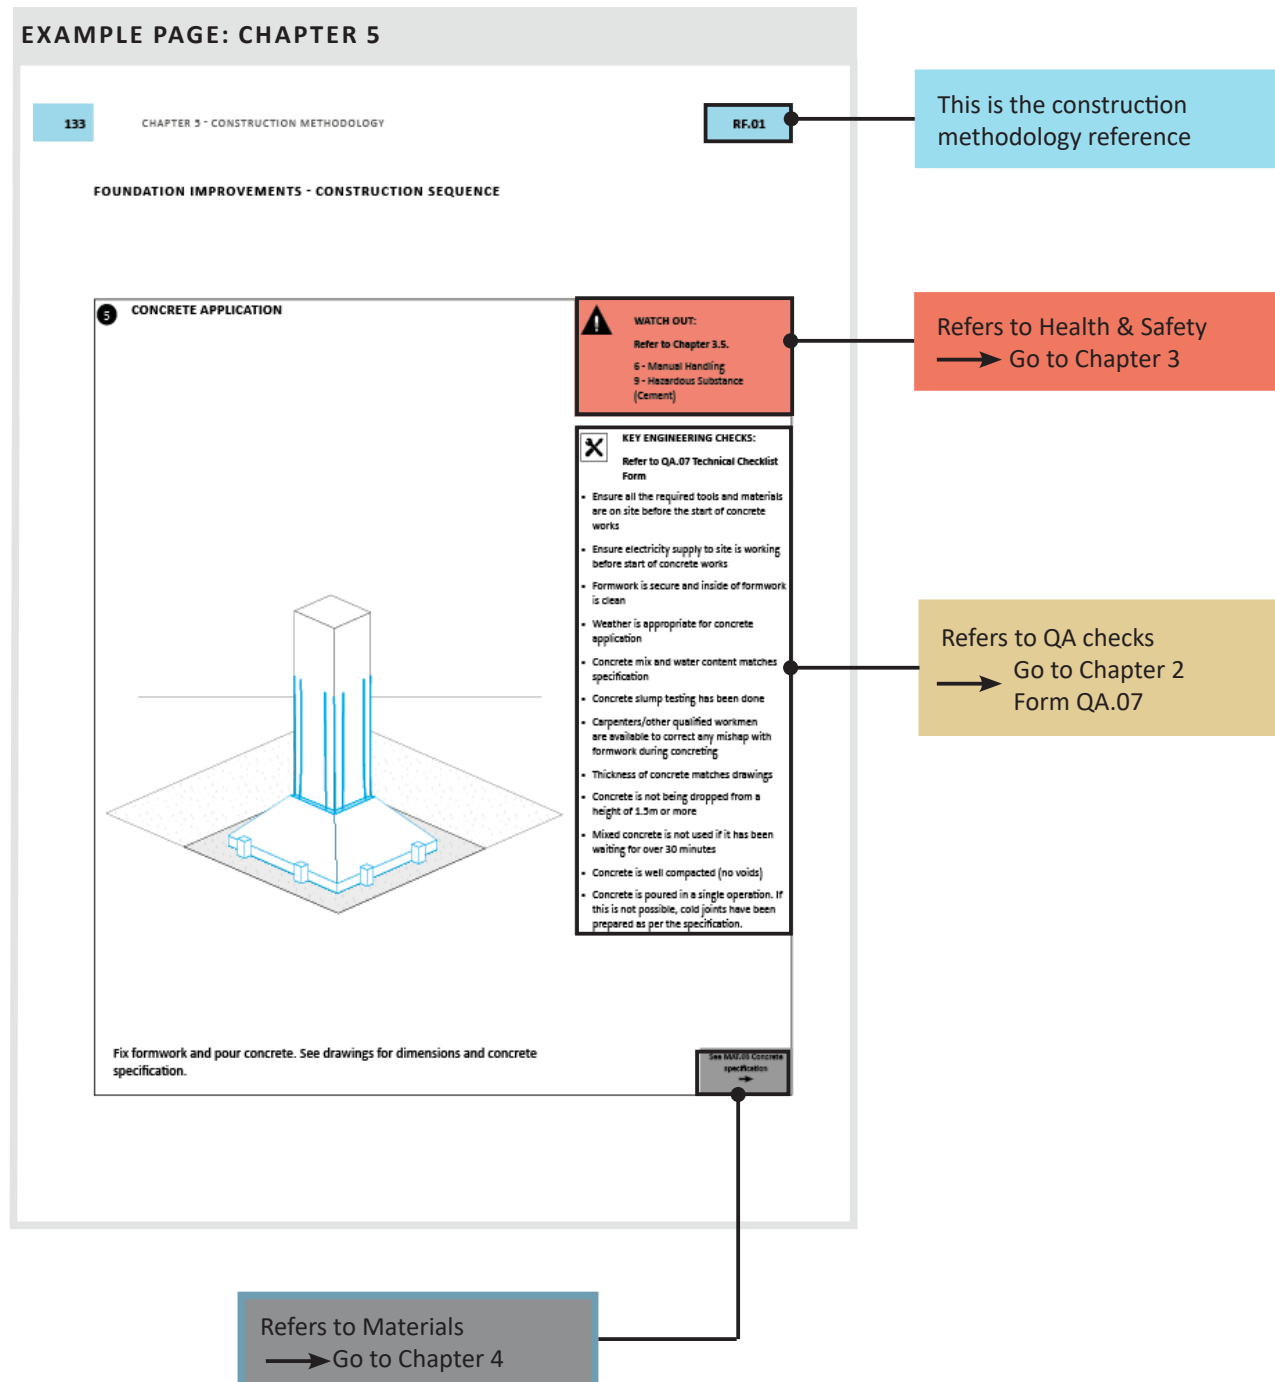 EXAMPLE PAGE: CHAPTER 5
133
CHAPTER 5 - CONSTRUCTION METHODOLOGY
RF.01
This is the construction
methodology reference
FOUNDATION IMPROVEMENTS - CONSTRUCTION SEQUENCE
5
CONCRETE APPLICATION
WATCH OUT:
Refer to Chapter 3.5.
6 - Manual Handling
9 - Hazardous Substance
(Cement)
Refers to Health & Safety
Go to Chapter 3
KEY ENGINEERING CHECKS:
Refer to QA.07 Technical Checklist
Form
• Ensure all the required tools and materials
are on site before the start of concrete
works
• Ensure electricity supply to site is working
before start of concrete works
• Formwork is secure and inside of formwork
is clean
• Weather is appropriate for concrete
application
• Concrete mix and water content matches
specification
• Concrete slump testing has been done
• Carpenters/other qualified workmen
are available to correct any mishap with
formwork during concreting
• Thickness of concrete matches drawings
• Concrete is not being dropped from a
height of 1.5m or more
• Mixed concrete is not used if it has been
waiting for over 30 minutes
• Concrete is well compacted (no voids)
• Concrete is poured in a single operation. If
this is not possible, cold joints have been
prepared as per the specification.
Refers to QA checks
Go to Chapter 2
Form QA.07
Fix formwork and pour concrete. See drawings for dimensions and concrete
specification.
See MAT.05 Concrete
specification
Refers to Materials
Go to Chapter 4